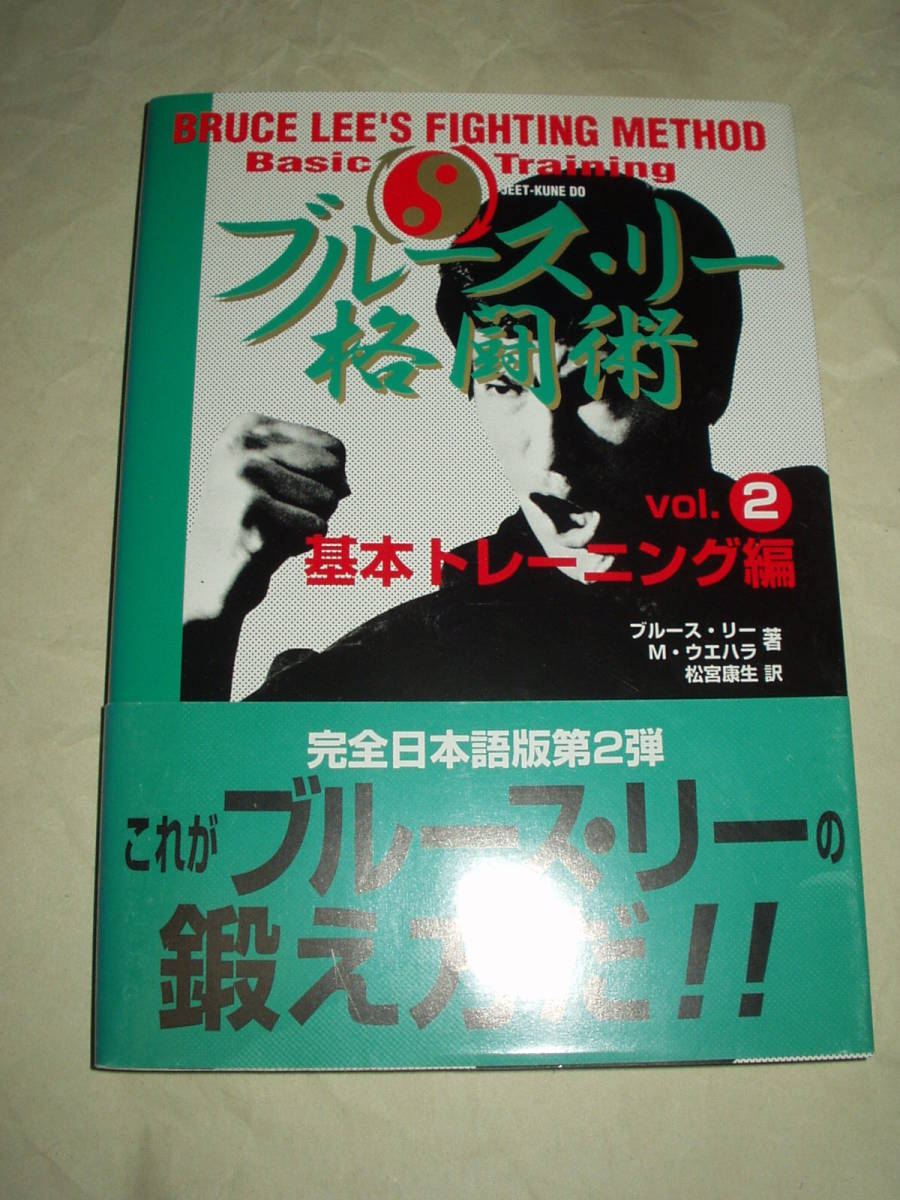 BRUCE LEE'S FIGHTING METHOD
Basic Training
JEET-KUNE DO
ブルース・リー
格闘術
vol. 2
基本トレーニング編
ブルース・リー
M・ウエハラ 著
松宮康生 訳
完全日本語版第2弾
これがブルース・リーの
鍛え方だ!!